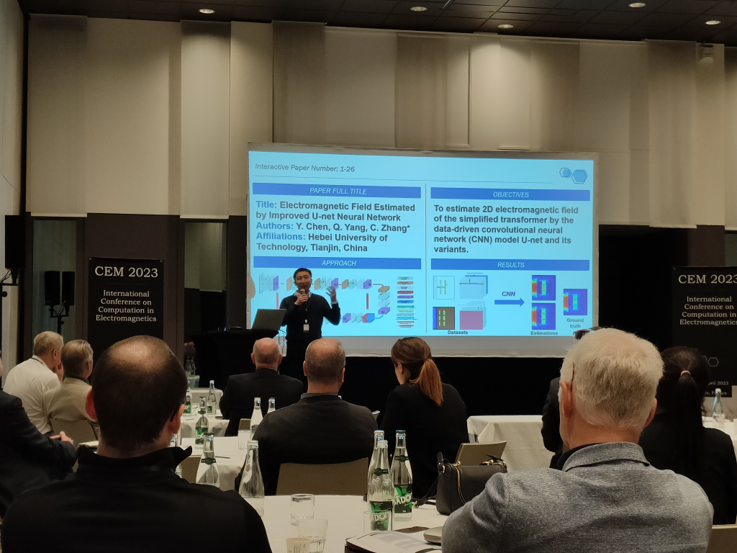 Interactive Paper Number: 1-26
PAPER FULL TITLE
Title: Electromagnetic Field Estimated
by Improved U-net Neural Network
Authors: Y. Chen, Q. Yang, C. Zhang*
Affiliations: Hebei University of
Technology, Tianjin, China
OBJECTIVES
To estimate 2D electromagnetic field
of the simplified transformer by the
data-driven convolutional neural
network (CNN) model U-net and its
variants.
APPROACH
RESULTS
CNN
Datasets
Estimations
Ground
truth
CEM 2023
International
Conference on
Computation in
Electromagnetics
CEM 2023
International
Conference on
Computation in
Electromagnetics